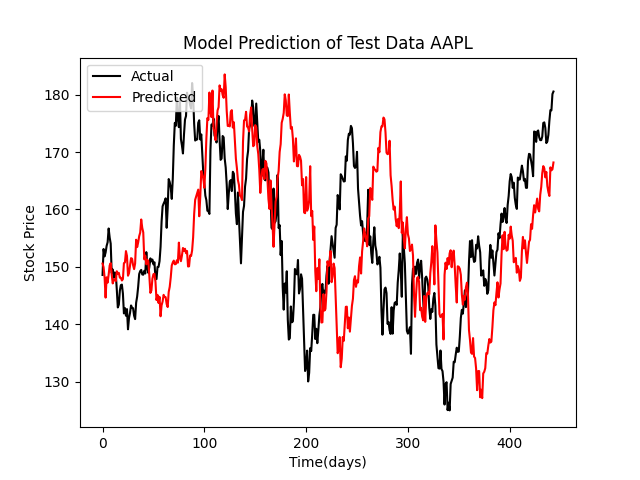 Model Prediction of Test Data AAPL
Actual
Predicted
180
170
160
150
140
130
Stock Price
0 100 200 300 400
Time(days)